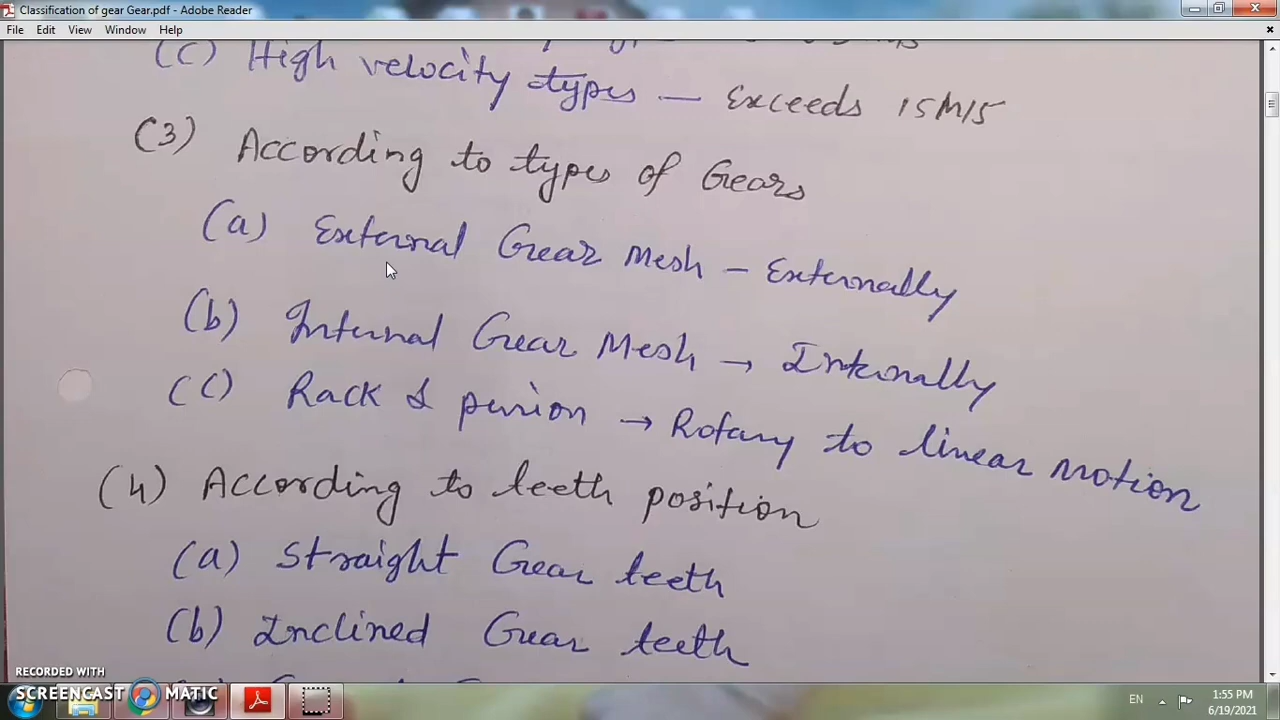 Classification of gear Gear.pdf - Adobe Reader
File Edit View Window Help
(C) High velocity types — Exceeds 15M/S
(3) According to types of Gears
(a) External Gear Mesh - Externally
(b) Internal Gear Mesh → Internally
(C) Rack & pinion → Rotary to linear motion
(4) According to teeth position
(a) Straight Gear teeth
(b) Inclined Gear teeth
RECORDED WITH
SCREENCAST MATIC
EN
1:55 PM
6/19/2021